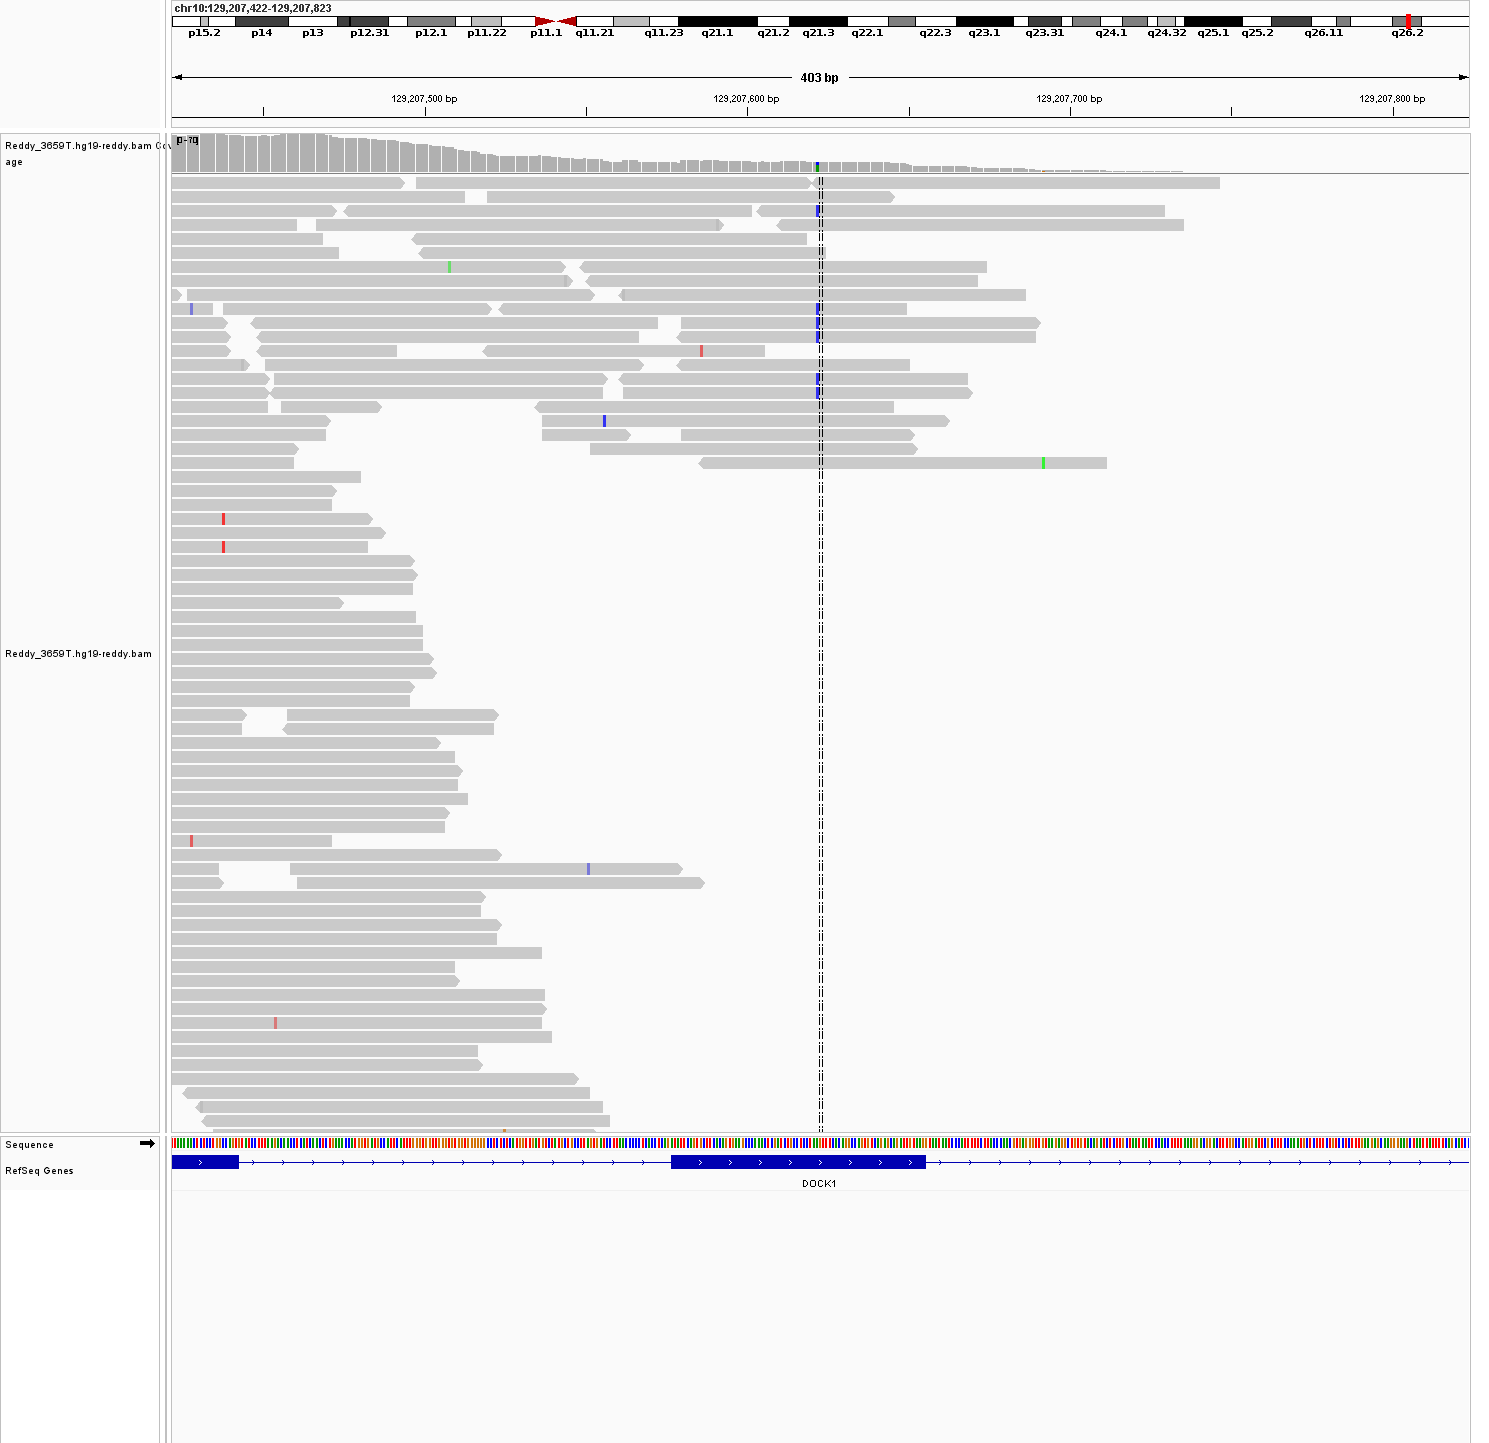 chr10:129,207,422-129,207,823
p15.2 p14 p13 p12.31 p12.1 p11.22 p11.1 q11.21 q11.23 q21.1 q21.2 q21.3 q22.1 q22.3 q23.1 q23.31 q24.1 q24.32 q25.1 q25.2 q26.11 q26.2
403 bp
129,207,500 bp 129,207,600 bp 129,207,700 bp 129,207,800 bp
Reddy_3659T.hg19-reddy.bam Cov
age
Reddy_3659T.hg19-reddy.bam
Sequence
RefSeq Genes
DOCK1